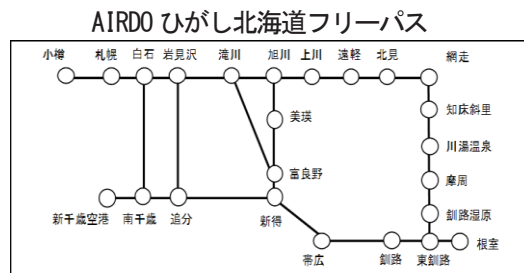 AIRDO ひがし北海道フリーパス
小樽 札幌 白石 岩見沢 滝川 旭川 上川 遠軽 北見 網走
知床斜里
美瑛
川湯温泉
富良野 摩周
釧路湿原
新千歳空港 南千歳 追分 新得
根室
帯広 釧路 東釧路